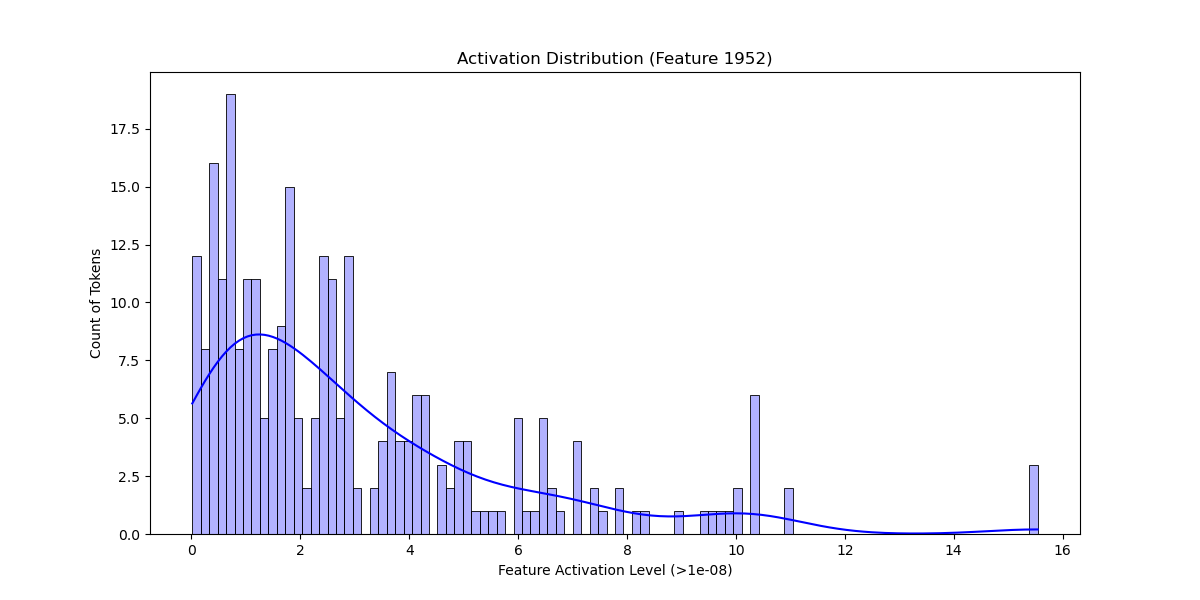 Activation Distribution (Feature 1952)
Count of Tokens
17.5
15.0
12.5
10.0
7.5
5.0
2.5
0.0
0 2 4 6 8 10 12 14 16
Feature Activation Level (>1e-08)